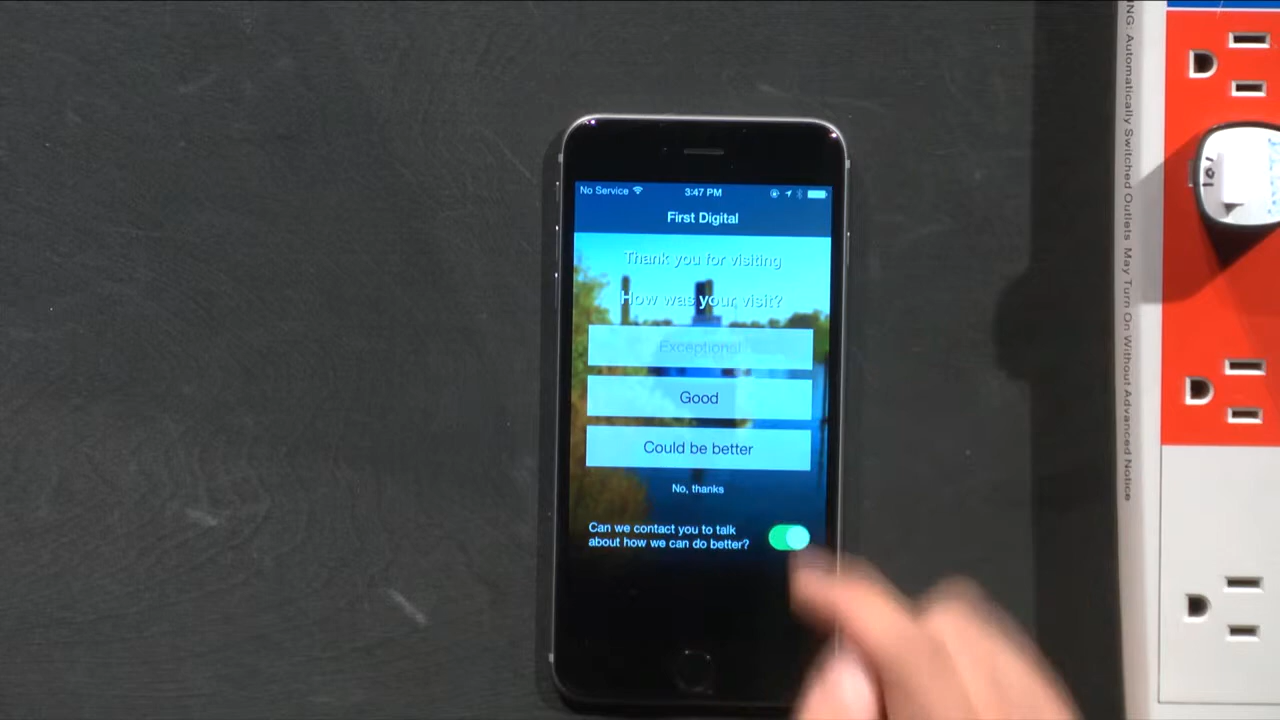 No Service
3:47 PM
First Digital
Thank you for visiting
How was your visit?
Exceptional
Good
Could be better
No, thanks
Can we contact you to talk
about how we can do better?
NG: Automatically Switched Outlets May Turn On Without Advanced Notice